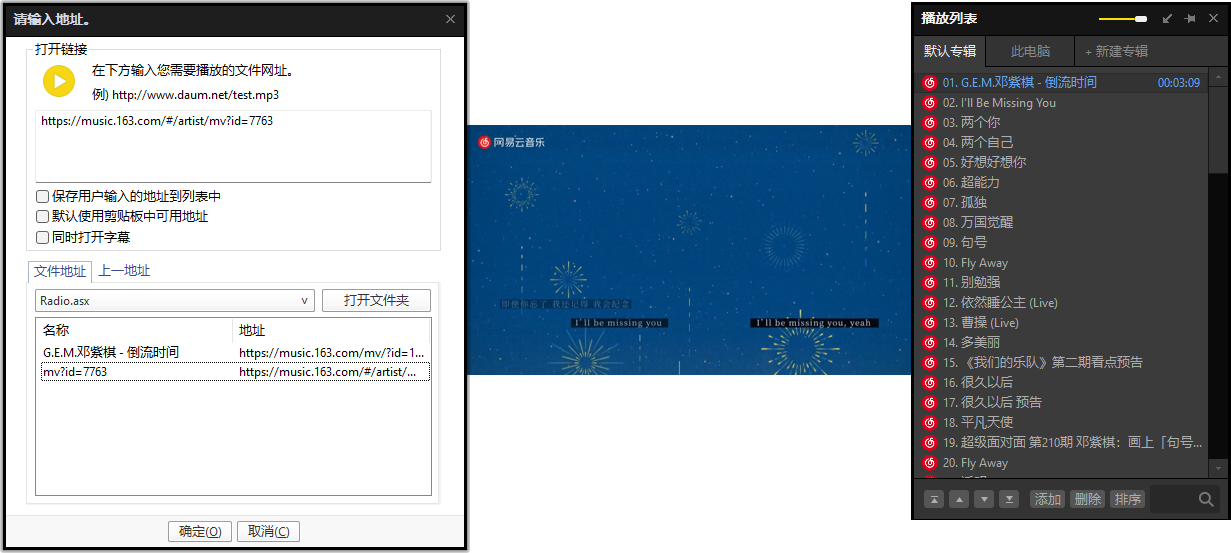 请输入地址。
打开链接
在下方输入您需要播放的文件网址。
例) http://www.daum.net/test.mp3
https://music.163.com/#/artist/mv?id=7763
保存用户输入的地址到列表中
默认使用剪贴板中可用地址
同时打开字幕
文件地址 上一地址
Radio.asx 打开文件夹
名称 地址
G.E.M.邓紫棋 - 倒流时间 https://music.163.com/mv/?id=1...
mv?id=7763 https://music.163.com/#/artist/...
确定(O) 取消(C)
网易云音乐
即使你忘了 我还记得 我会纪念
I'll be missing you
I'll be missing you, yeah
播放列表
默认专辑 此电脑 + 新建专辑
01. G.E.M.邓紫棋 - 倒流时间 00:03:09
02. I'll Be Missing You
03. 两个你
04. 两个自己
05. 好想好想你
06. 超能力
07. 孤独
08. 万国觉醒
09. 句号
10. Fly Away
11. 别勉强
12. 依然睡公主 (Live)
13. 曹操 (Live)
14. 多美丽
15. 《我们的乐队》第二期看点预告
16. 很久以后
17. 很久以后 预告
18. 平凡天使
19. 超级面对面 第210期 邓紫棋：画上「句号...
20. Fly Away
添加 删除 排序